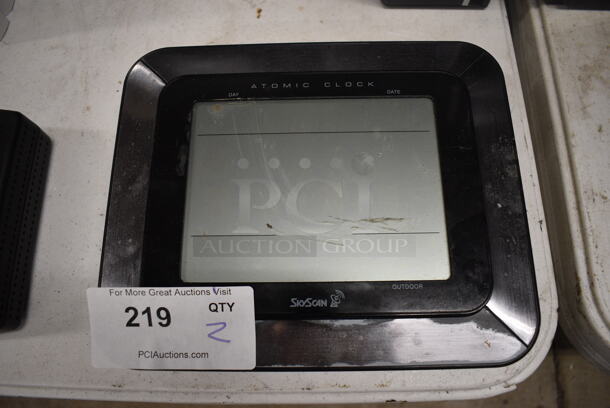 ATOMIC CLOCK
DAY
DATE
PCI
AUCTION GROUP
OUTDOOR
SKYSCAN
For More Great Auctions Visit
219
QTY
2
PCIAuctions.com